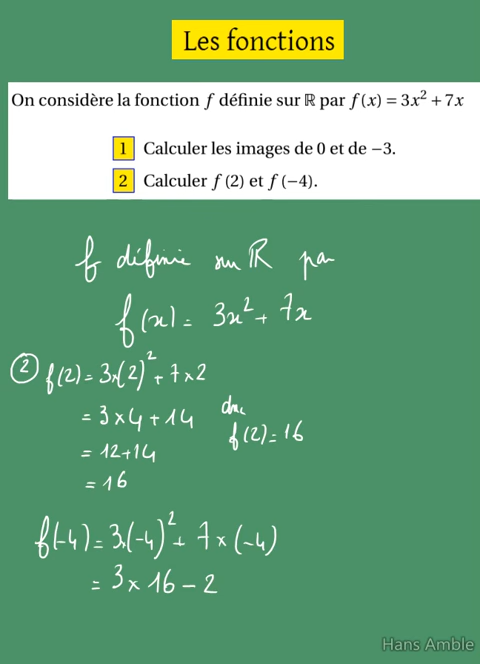 Les fonctions
On considère la fonction f définie sur ℝ par f(x) = 3x² + 7x
1 Calculer les images de 0 et de −3.
2 Calculer f(2) et f(−4).
f définie sur ℝ par
f(x) = 3x² + 7x
② f(2) = 3×(2)² + 7×2
= 3×4 + 14
donc
= 12+14
f(2) = 16
= 16
f(-4) = 3×(-4)² + 7×(-4)
= 3×16 − 2
Hans Amble